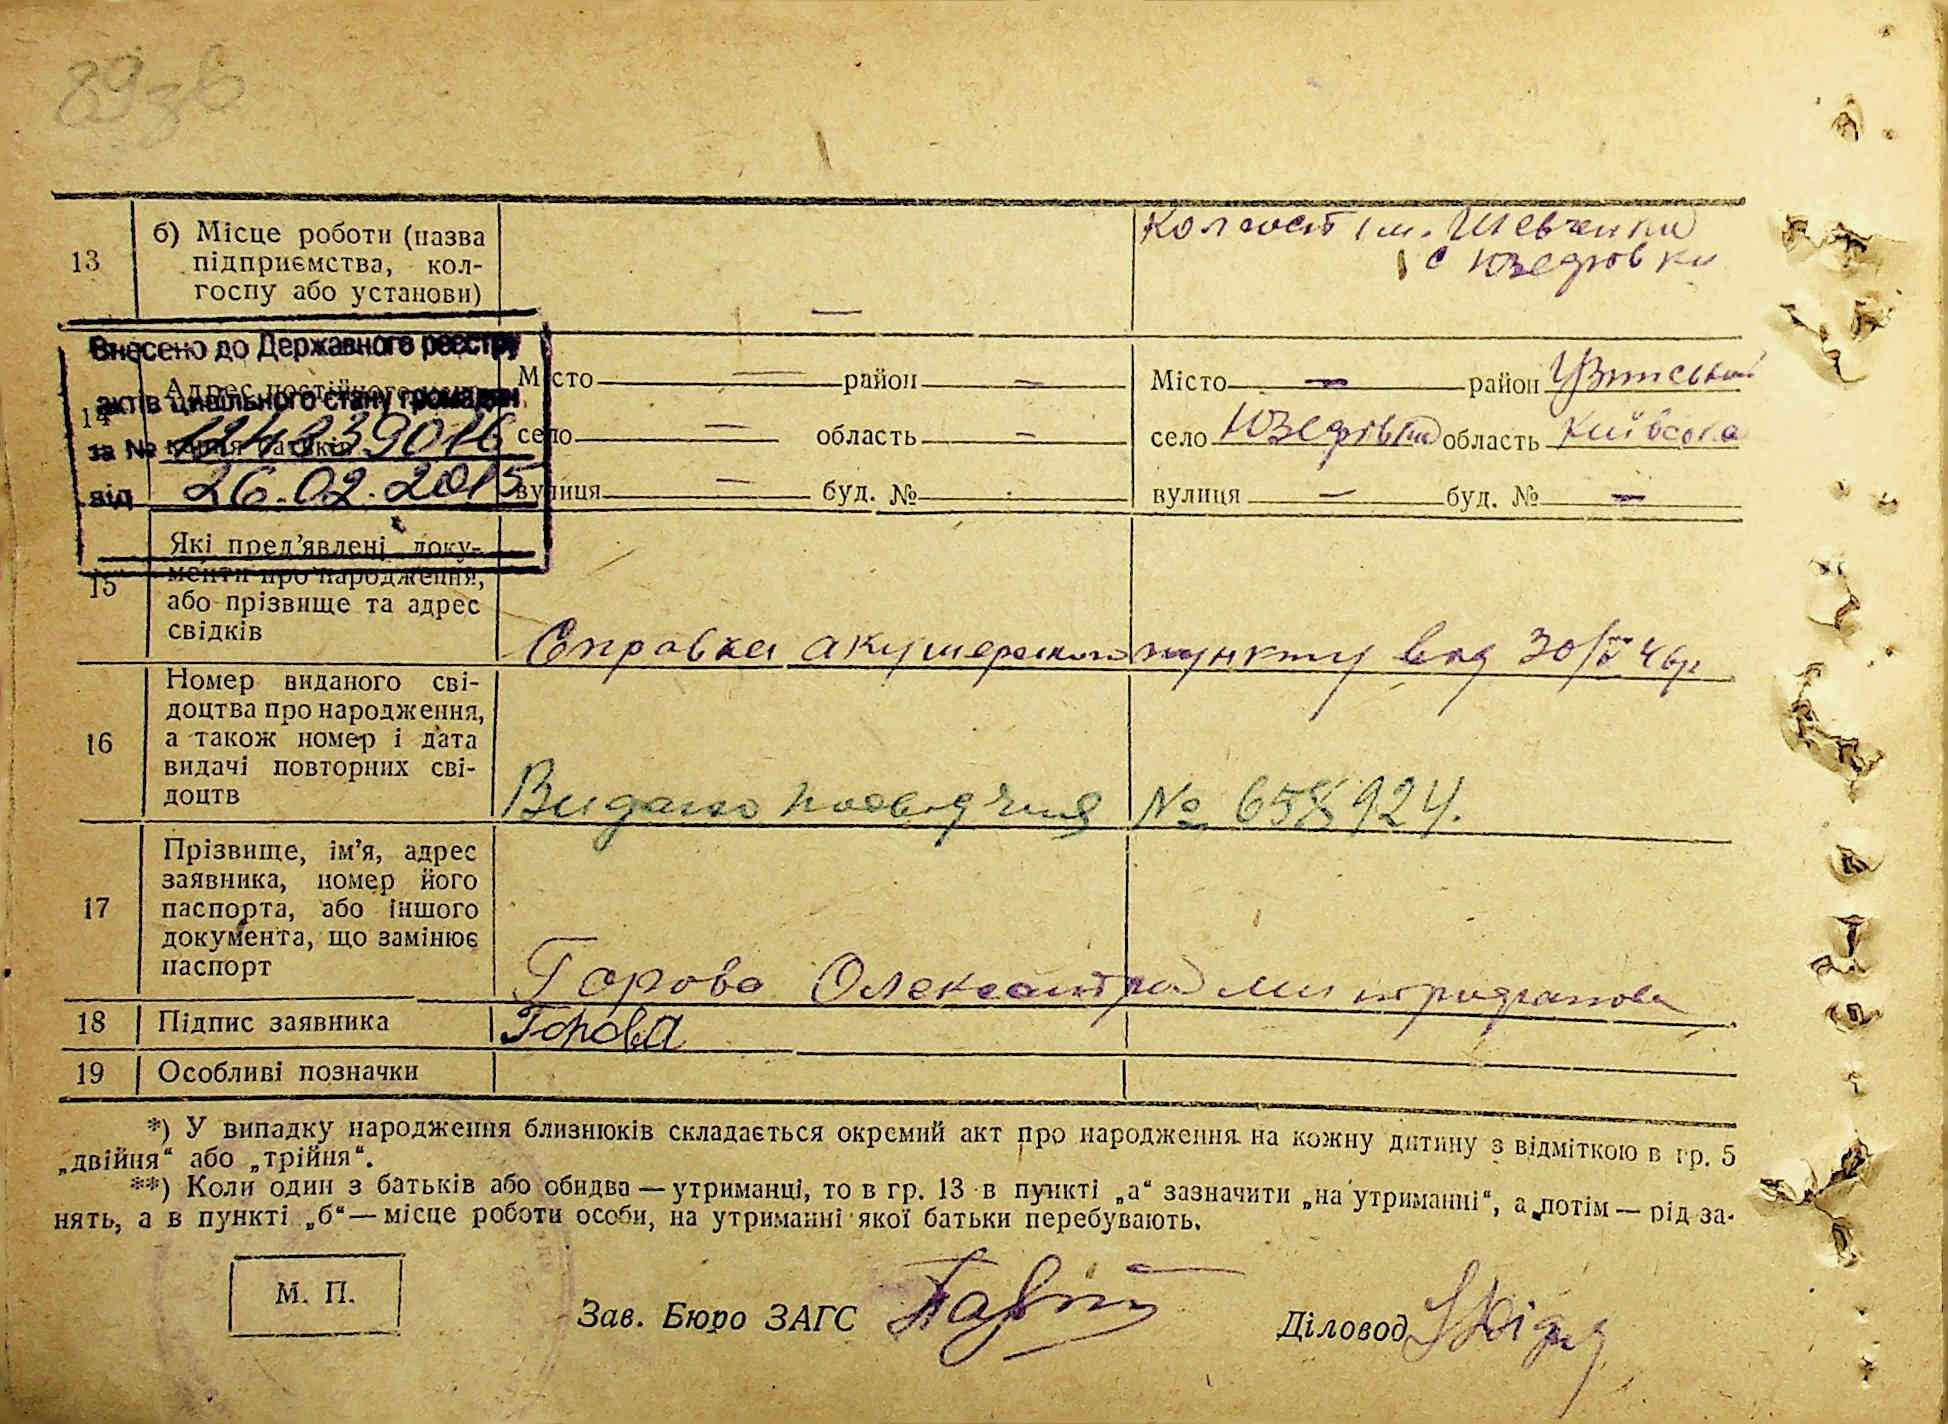 89зв
13
б) Місце роботи (назва
підприємства, кол-
госпу або установи)
—
Колгосп ім. Шевченка
с Юзефовки
Внесено до Державного реєстру
актів цивільного стану громадян
за № 124339016
від 26.02.2015
14
Адрес постійного
Місто — район —
село — область —
вулиця — буд. №
Місто — район
село Юзефівка область Київська
вулиця — буд. № —
15
Які пред’явлені доку-
менти про народження,
або прізвище та адрес
свідків
Справка акушерського пункту від 30/ 46р
16
Номер виданого сві-
доцтва про народження,
а також номер і дата
видачі повторних сві-
доцтв
Видано посвідчення № 658924.
17
Прізвище, ім’я, адрес
заявника, номер його
паспорта, або іншого
документа, що замінює
паспорт
Горова Олександра Митрофанова
18
Підпис заявника
Горова
19
Особливі позначки
*) У випадку народження близнюків складається окремий акт про народження на кожну дитину з відміткою в гр. 5
„двійня“ або „трійня“.
**) Коли один з батьків або обидва — утриманці, то в гр. 13 в пункті „а“ зазначити „на утриманні“, а потім — рід за-
нять, а в пункті „б“ — місце роботи особи, на утриманні якої батьки перебувають.
М. П.
Зав. Бюро ЗАГС
Діловод